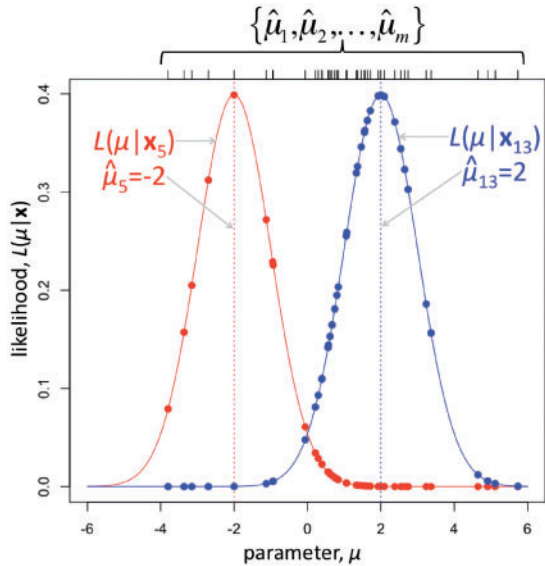 {μ̂₁,μ̂₂,…,μ̂ₘ}
L(μ|x₅)
μ̂₅=-2
L(μ|x₁₃)
μ̂₁₃=2
likelihood, L(μ|x)
0.4
0.3
0.2
0.1
0.0
-6 -4 -2 0 2 4 6
parameter, μ